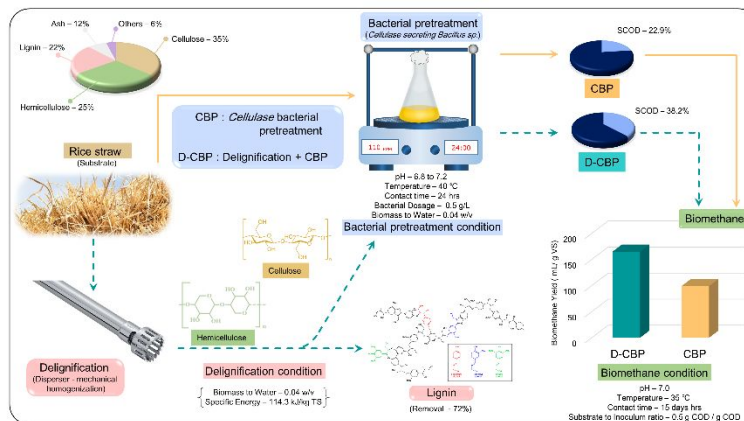 Ash – 12%
Others – 6%
Lignin – 22%
Cellulose – 35%
Hemicellulose – 25%
Rice straw
(Substrate)
CBP : Cellulase bacterial
pretreatment
D-CBP : Delignification + CBP
Bacterial pretreatment
(Cellulase secreting Bacillus sp.)
24:00
pH – 6.8 to 7.2
Temperature – 40 °C
Contact time – 24 hrs
Bacterial Dosage – 0.5 g/L
Biomass to Water – 0.04 w/v
Bacterial pretreatment condition
SCOD – 22.9%
CBP
SCOD – 38.2%
D-CBP
Biomethane
Cellulose
Hemicellulose
Delignification
(Disperser - mechanical
homogenization)
Delignification condition
Biomass to Water – 0.04 w/v
Specific Energy – 114.3 kJ/kg TS
Lignin
(Removal - 72%)
Biomethane Yield ( mL/ g VS)
200
150
100
50
0
D-CBP
CBP
Biomethane condition
pH – 7.0
Temperature – 35 °C
Contact time – 15 days hrs
Substrate to Inoculum ratio – 0.5 g COD / g COD